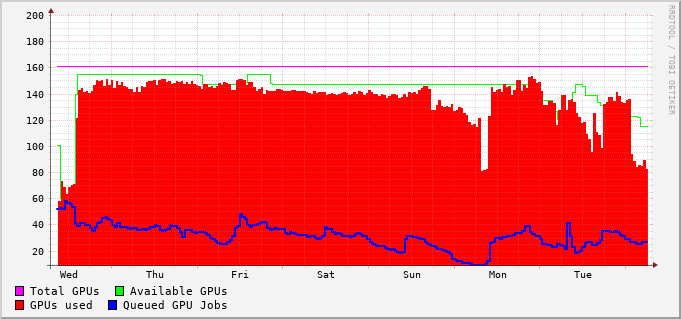 200
180
160
140
120
100
80
60
40
20
Wed Thu Fri Sat Sun Mon Tue
Total GPUs Available GPUs
GPUs used Queued GPU Jobs
RRDTOOL / TOBI OETIKER